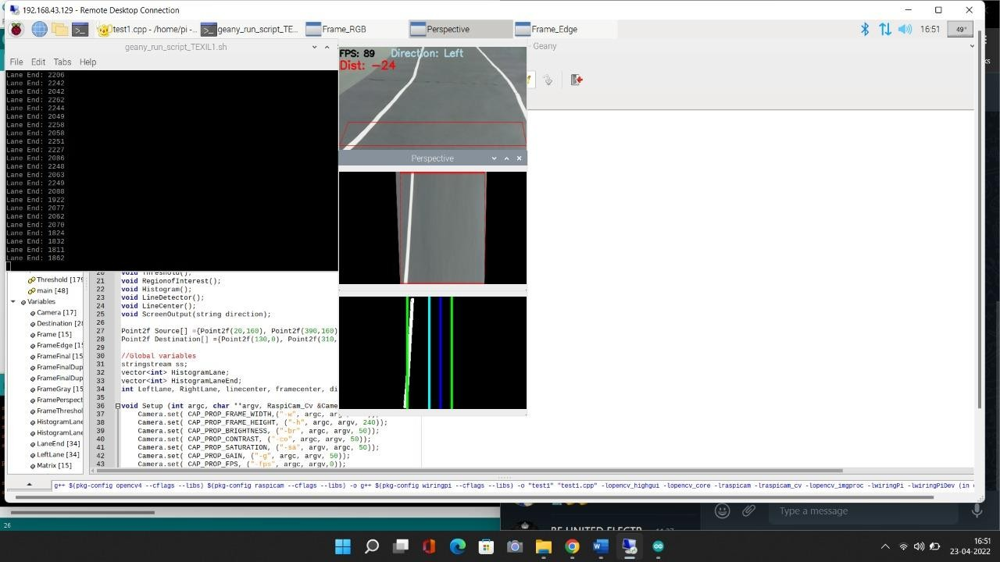 192.168.43.129 - Remote Desktop Connection
test1.cpp - /home/pi -...
geany_run_script_TE...
Frame_RGB
Perspective
Frame_Edge
16:51
49°
geany_run_script_TEXIL1.sh
- Geany
File Edit Tabs Help
Lane End: 2206
Lane End: 2242
Lane End: 2042
Lane End: 2262
Lane End: 2244
Lane End: 2049
Lane End: 2258
Lane End: 2058
Lane End: 2251
Lane End: 2227
Lane End: 2086
Lane End: 2248
Lane End: 2063
Lane End: 2249
Lane End: 2088
Lane End: 1922
Lane End: 2077
Lane End: 2062
Lane End: 2070
Lane End: 1824
Lane End: 1832
Lane End: 1811
Lane End: 1862
FPS: 89 Direction: Left
Dist: -24
Perspective
Threshold [179
main [48]
Variables
Camera [17]
Destination [2
Frame [15]
FrameEdge [15
FrameFinal [15
FrameFinalDup
FrameFinalDup
FrameGray [15
FramePerspect
FrameThreshol
HistogramLane
HistogramLane
LaneEnd [34]
LeftLane [34]
Matrix [15]
20 void Threshold();
21 void RegionofInterest();
22 void Histogram();
23 void LineDetector();
24 void LineCenter();
25 void ScreenOutput(string direction);
26
27 Point2f Source[] ={Point2f(20,160), Point2f(390,160)
28 Point2f Destination[] ={Point2f(130,0), Point2f(310,
29
30 //Global variables
31 stringstream ss;
32 vector<int> HistogramLane;
33 vector<int> HistogramLaneEnd;
34 int LeftLane, RightLane, linecenter, framecenter, di
35
36 void Setup (int argc, char **argv, RaspiCam_Cv &Came
37 Camera.set( CAP_PROP_FRAME_WIDTH,("-w", argc, ar
38 Camera.set( CAP_PROP_FRAME_HEIGHT, ("-h", argc, argv, 240));
39 Camera.set( CAP_PROP_BRIGHTNESS, ("-br", argc, argv, 50));
40 Camera.set( CAP_PROP_CONTRAST, ("-co", argc, argv, 50));
41 Camera.set( CAP_PROP_SATURATION, ("-sa", argv, argc, 50));
42 Camera.set( CAP_PROP_GAIN, ("-g", argc, argv, 50));
43 Camera.set( CAP_PROP_FPS, ("-fps", argc, argv,0));
g++ $(pkg-config opencv4 --cflags --libs) $(pkg-config raspicam --cflags --libs) -o g++ $(pkg-config wiringpi --cflags --libs) -o "test1" "test1.cpp" -lopencv_highgui -lopencv_core -lraspicam -lraspicam_cv -lopencv_imgproc -lwiringPi -lwiringPiDev (in
Type a message
26
BE UNITED ELECTR
16:51
23-04-2022